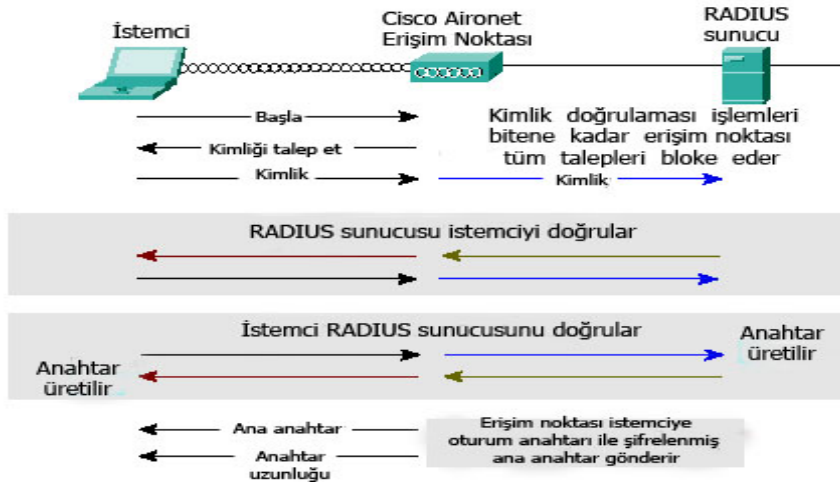 İstemci
Cisco Aironet
Erişim Noktası
RADIUS
sunucu
Başla
Kimliği talep et
Kimlik
Kimlik doğrulaması işlemleri
bitene kadar erişim noktası
tüm talepleri bloke eder
Kimlik
RADIUS sunucusu istemciyi doğrular
İstemci RADIUS sunucusunu doğrular
Anahtar
üretilir
Anahtar
üretilir
Ana anahtar
Anahtar
uzunluğu
Erişim noktası istemciye
oturum anahtarı ile şifrelenmiş
ana anahtar gönderir